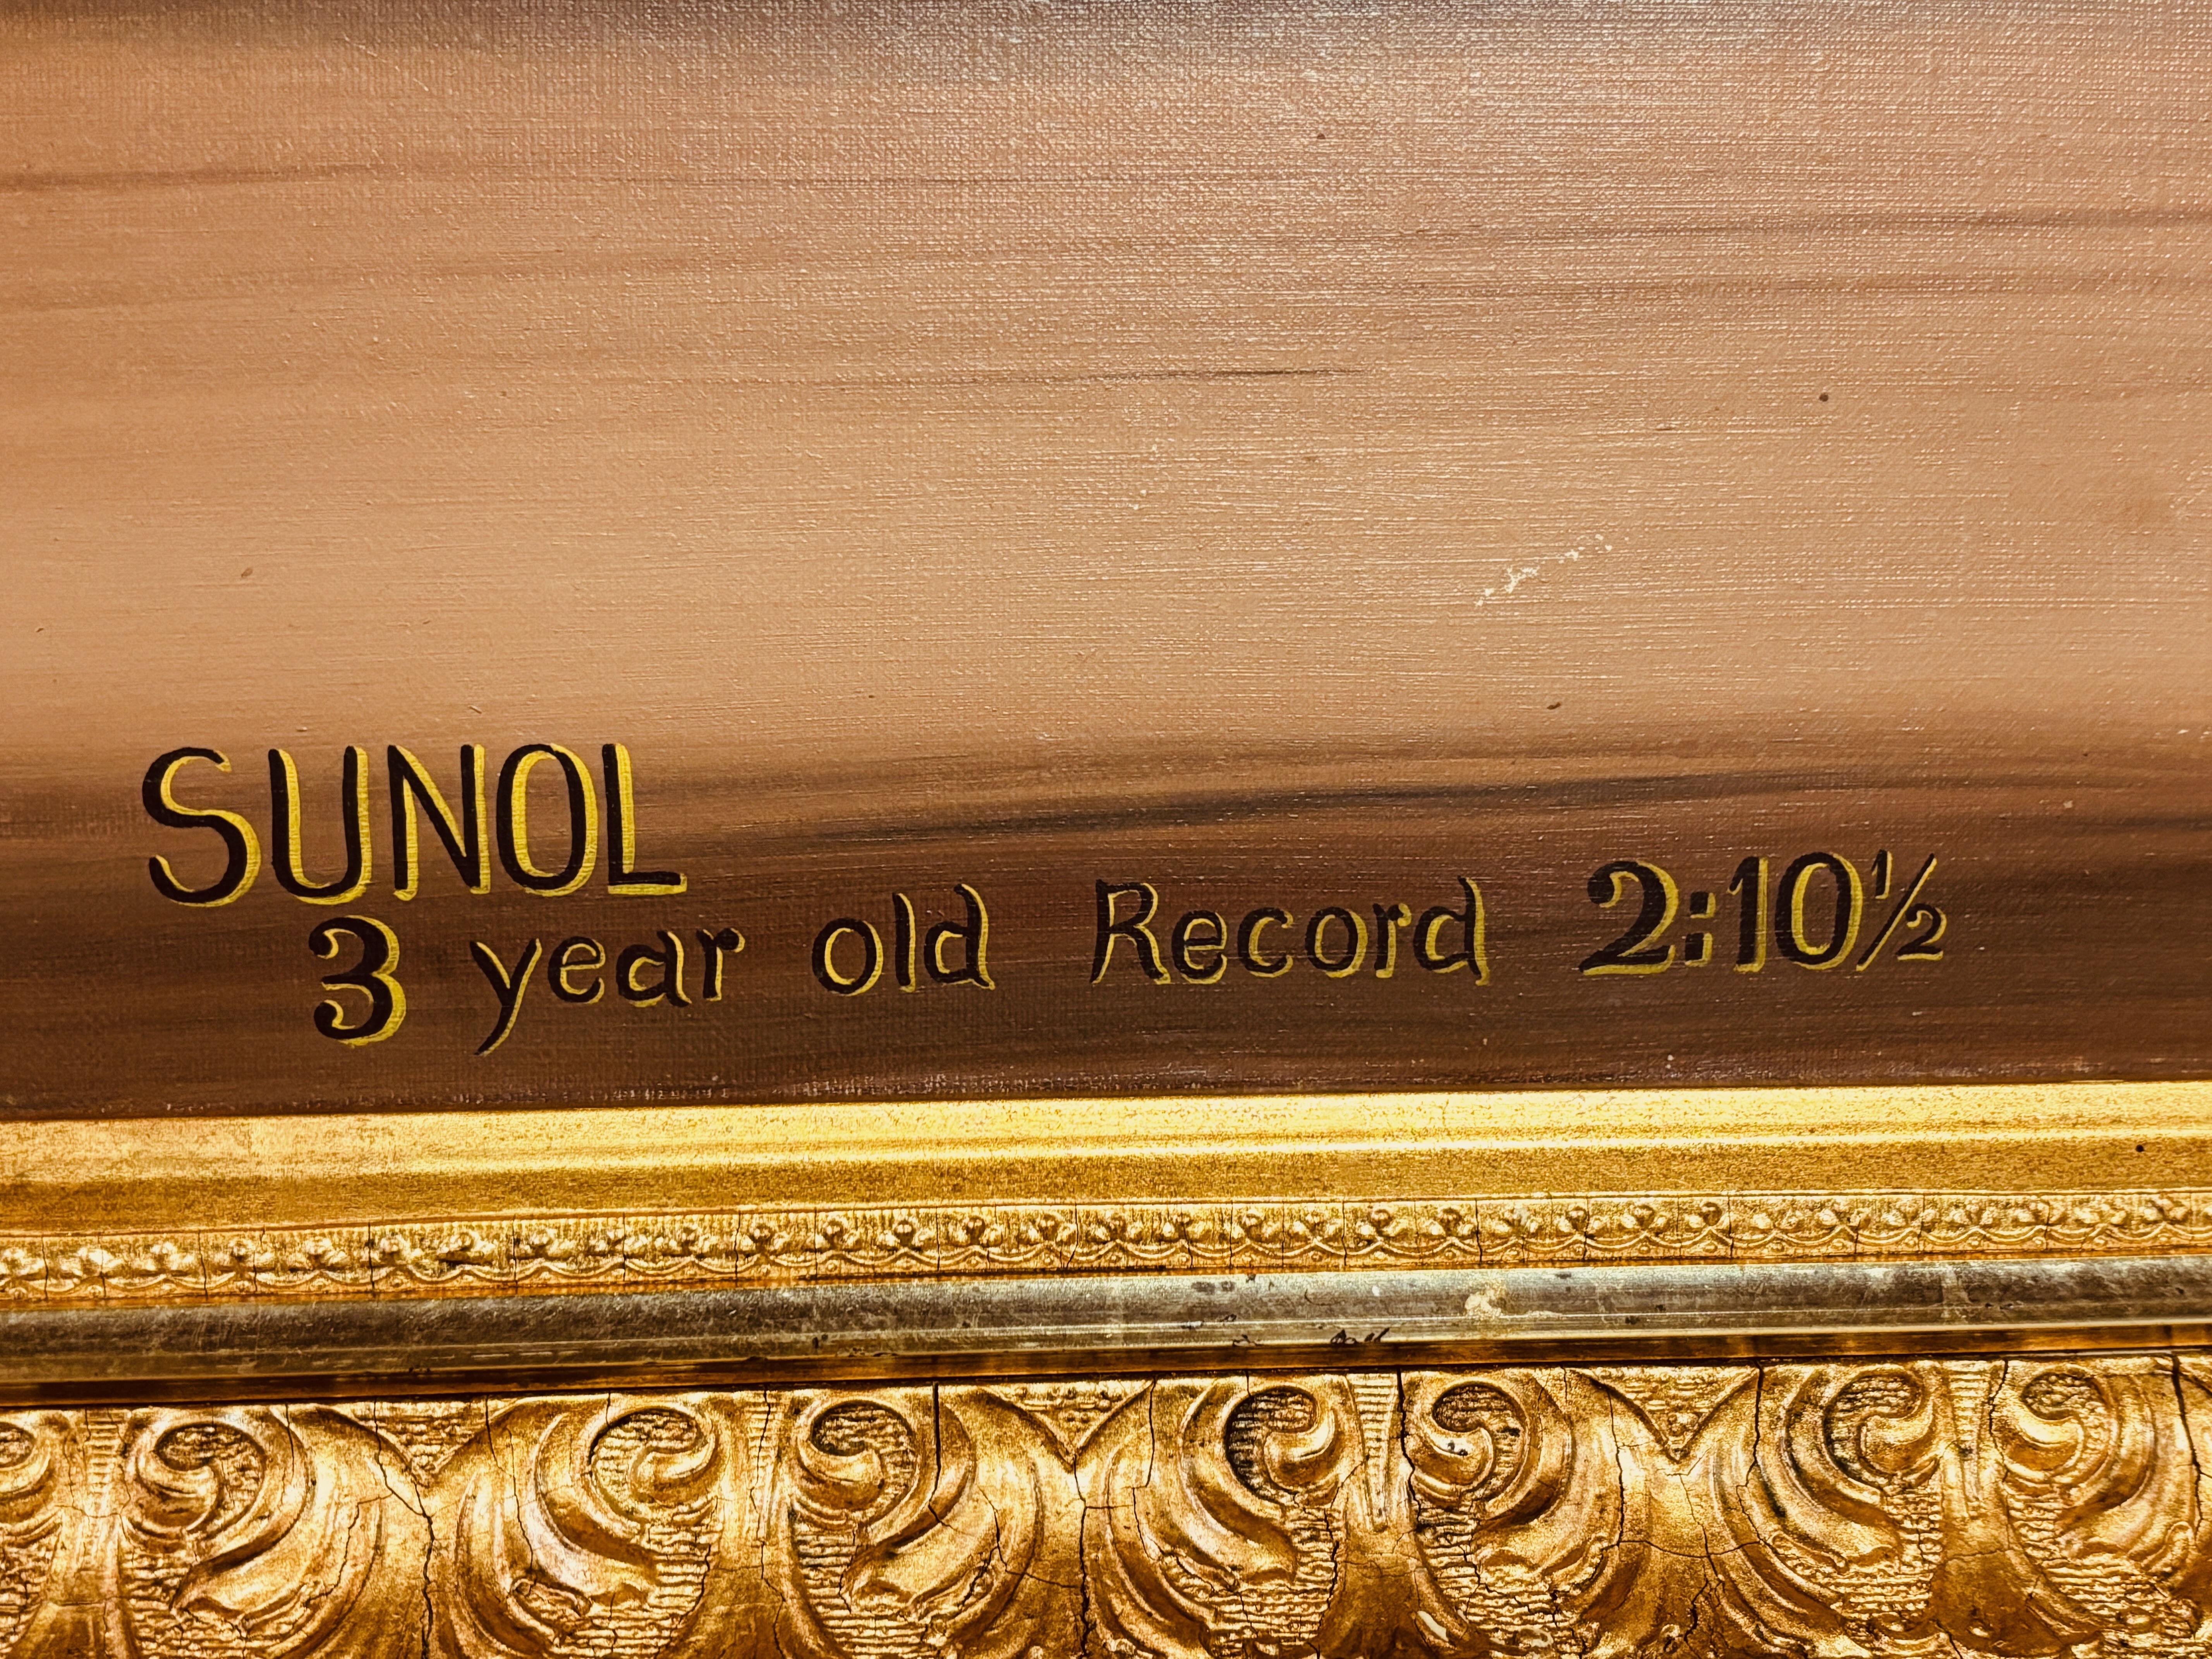 SUNOL
3 year old Record 2:10½